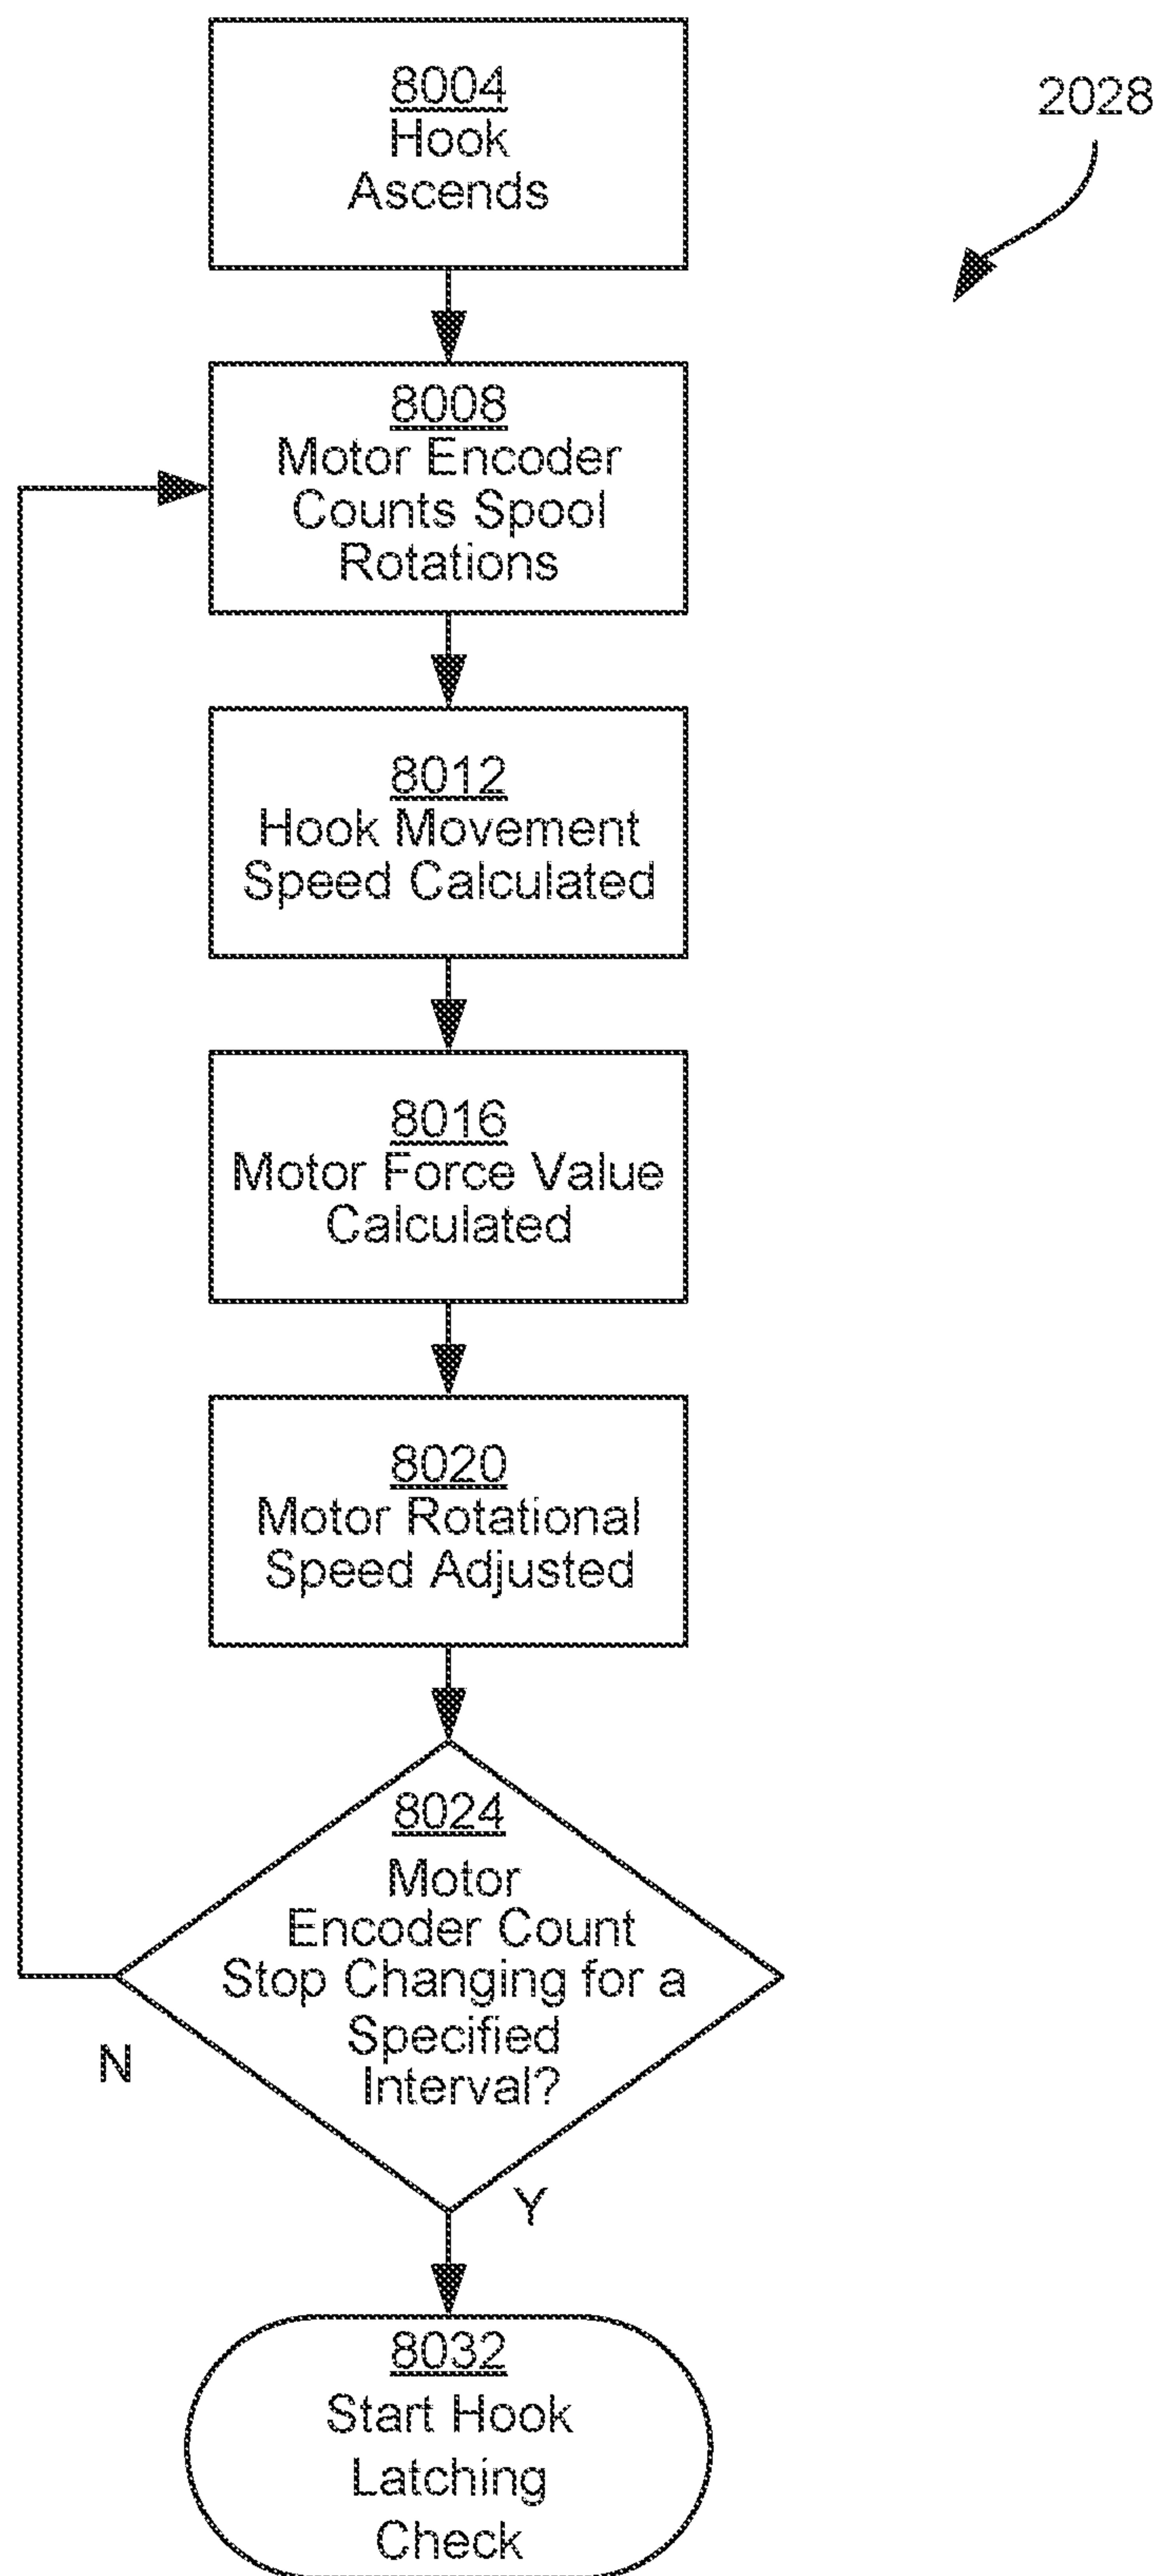 8004
Hook
Ascends
2028
8008
Motor Encoder
Counts Spool
Rotations
8012
Hook Movement
Speed Calculated
8016
Motor Force Value
Calculated
8020
Motor Rotational
Speed Adjusted
8024
Motor
Encoder Count
Stop Changing for a
Specified
Interval?
N
Y
8032
Start Hook
Latching
Check